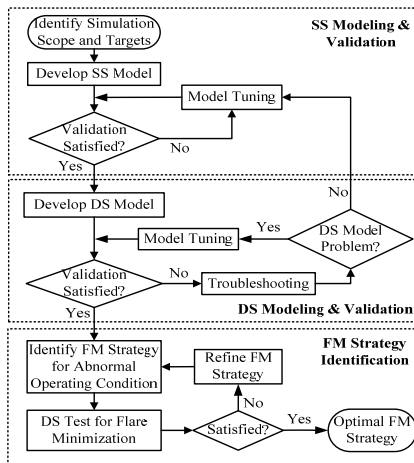 Identify Simulation
Scope and Targets
SS Modeling &
Validation
Develop SS Model
Model Tuning
Validation
Satisfied?
No
Yes
No
Develop DS Model
Model Tuning
Yes
DS Model
Problem?
Validation
Satisfied?
No
Troubleshooting
Yes
DS Modeling & Validation
FM Strategy
Identification
Identify FM Strategy
for Abnormal
Operating Condition
Refine FM
Strategy
No
DS Test for Flare
Minimization
Satisfied?
Yes
Optimal FM
Strategy